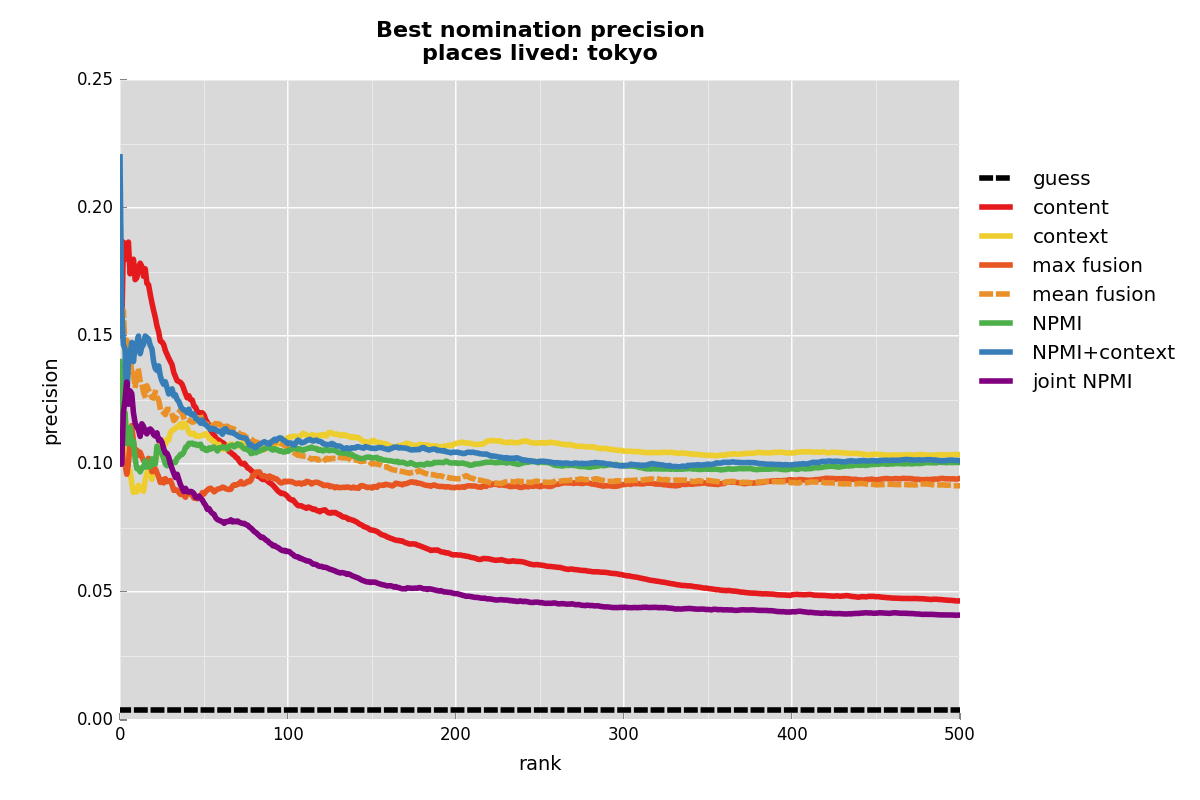 Best nomination precision
places lived: tokyo
0.25
0.20
0.15
0.10
0.05
0.00
precision
0 100 200 300 400 500
rank
guess
content
context
max fusion
mean fusion
NPMI
NPMI+context
joint NPMI